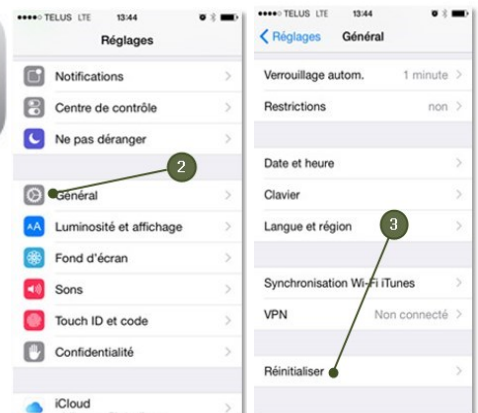 TELUS LTE 13:44
Réglages
Notifications
Centre de contrôle
Ne pas déranger
2
Général
AA Luminosité et affichage
Fond d'écran
Sons
Touch ID et code
Confidentialité
iCloud
TELUS LTE 13:44
Réglages Général
Verrouillage autom. 1 minute
Restrictions non
Date et heure
Clavier
Langue et région
3
Synchronisation Wi-Fi iTunes
VPN Non connecté
Réinitialiser